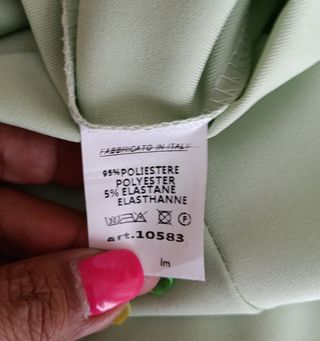 FABBRICATO IN ITALY
95% POLIESTERE
POLYESTER
5% ELASTANE
ELASTHANNE
Art.10583
Im